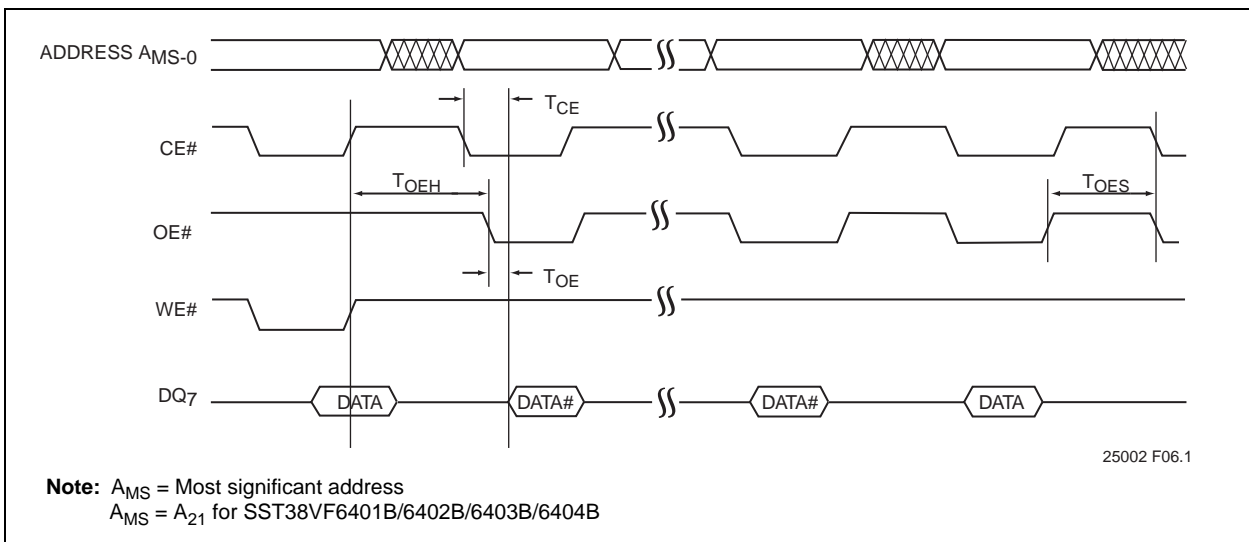 ADDRESS AMS-0
TCE
CE#
TOEH
TOES
OE#
TOE
WE#
DQ7
DATA DATA# DATA# DATA
25002 F06.1
Note: AMS = Most significant address
AMS = A21 for SST38VF6401B/6402B/6403B/6404B